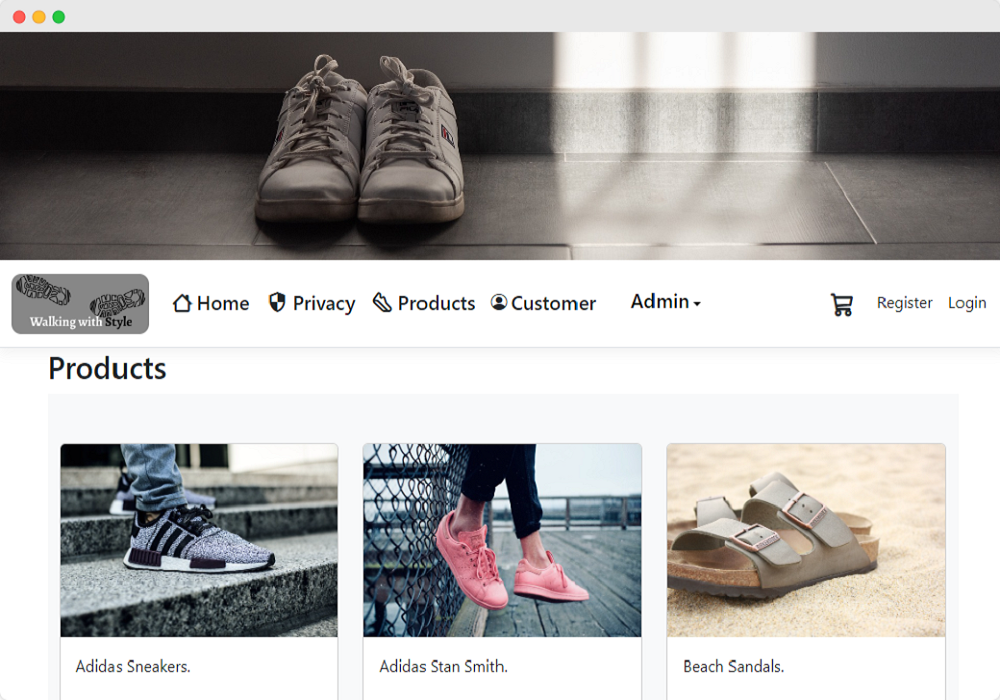 Walking with Style
Home Privacy Products Customer Admin Register Login
Products
Adidas Sneakers. Adidas Stan Smith. Beach Sandals.